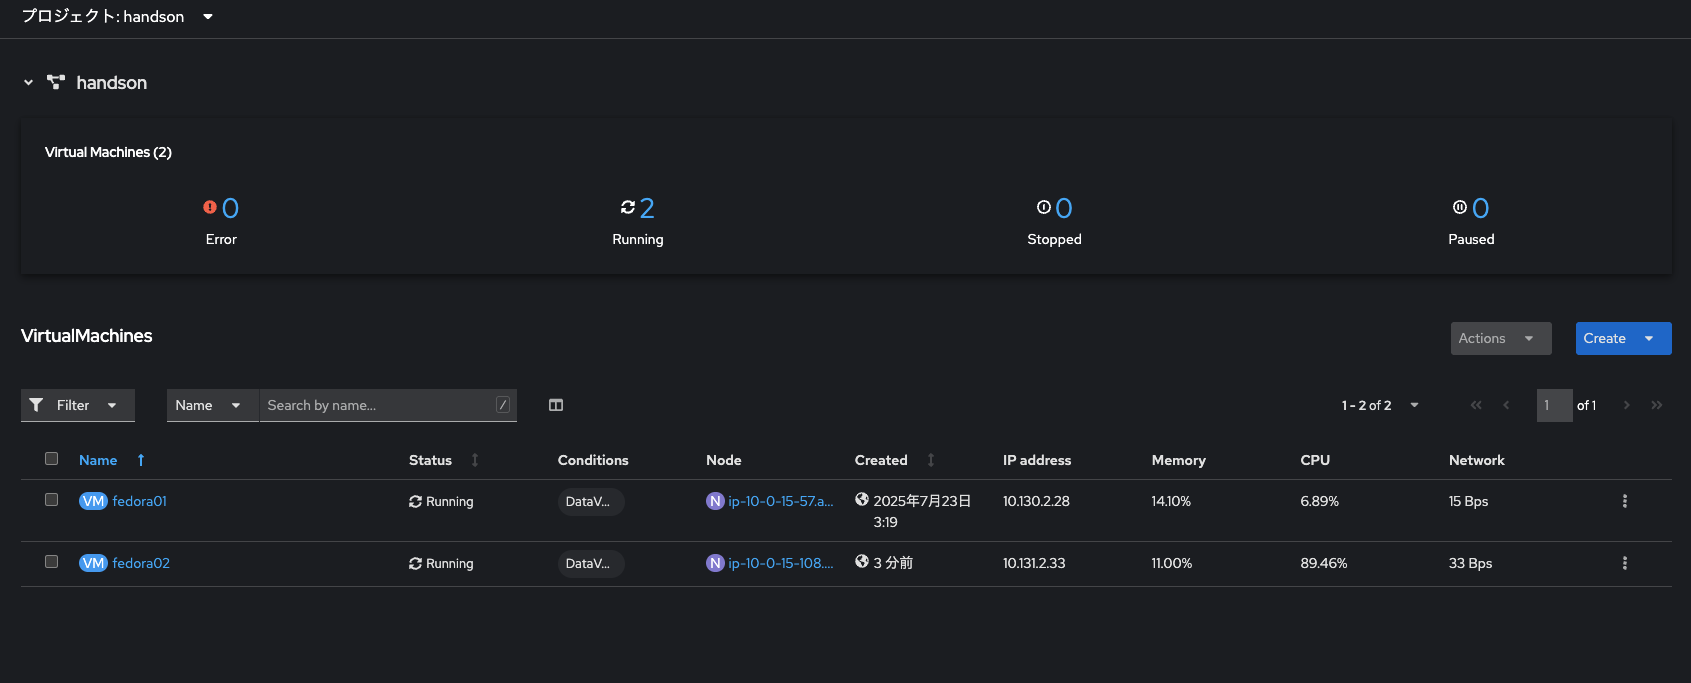 プロジェクト: handson
handson
Virtual Machines (2)
0 2 0 0
Error Running Stopped Paused
VirtualMachines
Actions Create
Filter Name Search by name... / 1 - 2 of 2 1 of 1
Name Status Conditions Node Created IP address Memory CPU Network
VM fedora01 Running DataV... N ip-10-0-15-57.a... 2025年7月23日 10.130.2.28 14.10% 6.89% 15 Bps
3:19
VM fedora02 Running DataV... N ip-10-0-15-108.... 3 分前 10.131.2.33 11.00% 89.46% 33 Bps